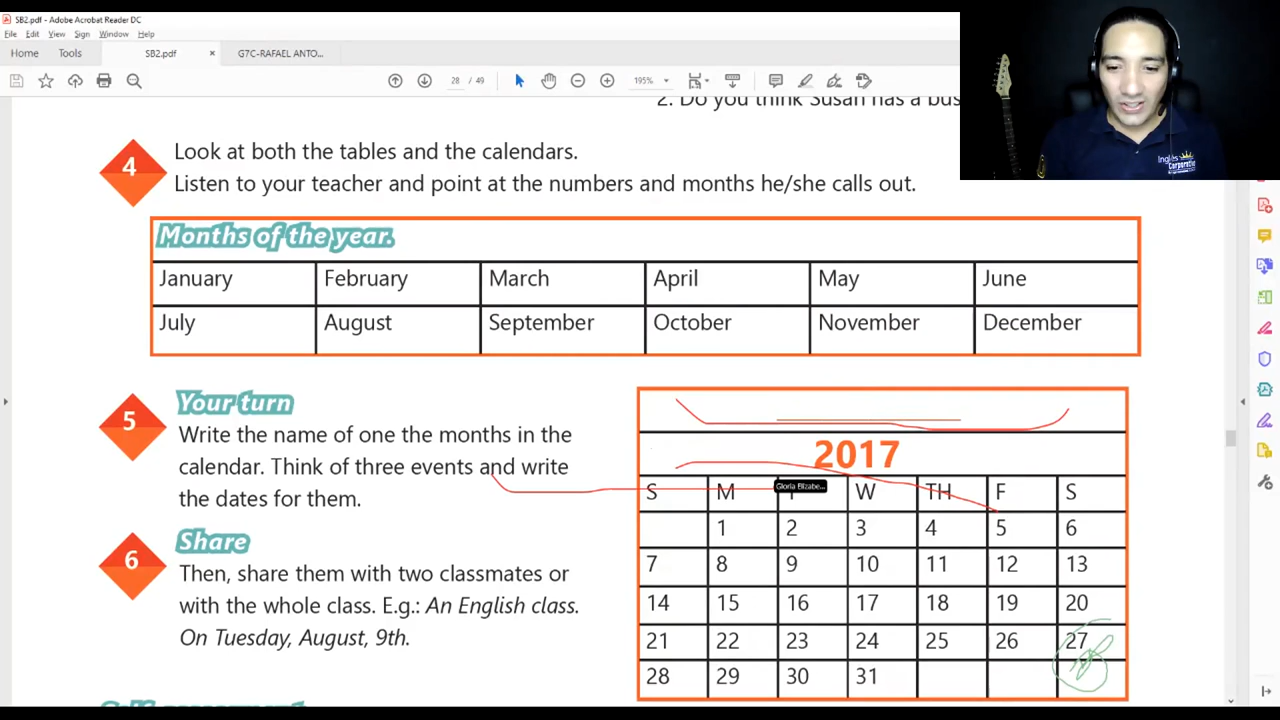 SB2.pdf - Adobe Acrobat Reader DC
File Edit View Sign Window Help
Home Tools SB2.pdf × G7C-RAFAEL ANTO...
28 / 49 195%
2. Do you think Susan has a bus
Inglés
Corporativo
4 Look at both the tables and the calendars.
Listen to your teacher and point at the numbers and months he/she calls out.
Months of the year.
January February March April May June
July August September October November December
5 Your turn
Write the name of one the months in the
calendar. Think of three events and write
the dates for them.
6 Share
Then, share them with two classmates or
with the whole class. E.g.: An English class.
On Tuesday, August, 9th.
2017
S M T W TH F S
Gloria Elizabe...
1 2 3 4 5 6
7 8 9 10 11 12 13
14 15 16 17 18 19 20
21 22 23 24 25 26 27
28 29 30 31